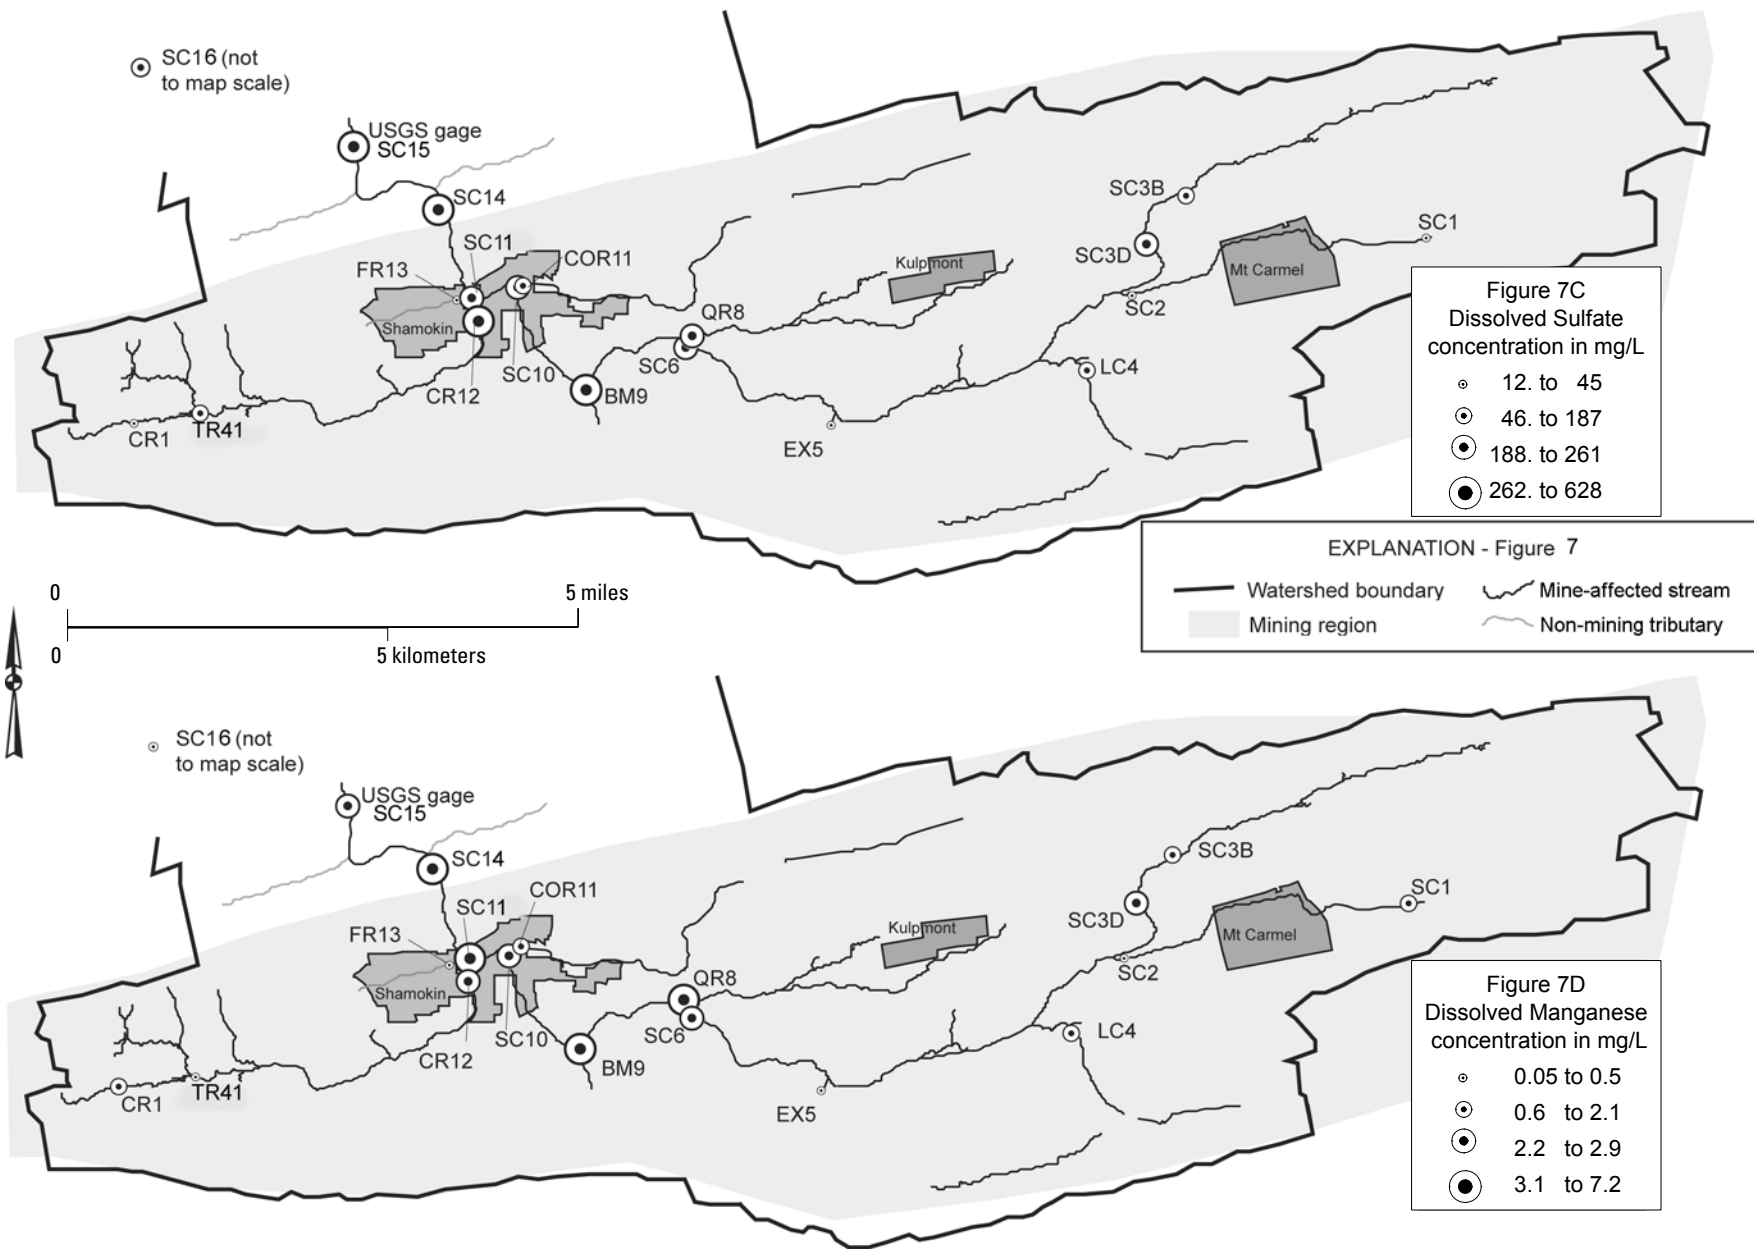 SC16 (not
to map scale)
USGS gage
SC15
SC14
SC11
COR11
FR13
Shamokin
QR8
SC6
SC10
CR12
BM9
CR1
TR41
EX5
Kulpmont
SC3B
SC3D
SC2
LC4
SC1
Mt Carmel
Figure 7C
Dissolved Sulfate
concentration in mg/L
12. to 45
46. to 187
188. to 261
262. to 628
EXPLANATION - Figure 7
Watershed boundary
Mine-affected stream
Mining region
Non-mining tributary
0 5 miles
0 5 kilometers
SC16 (not
to map scale)
USGS gage
SC15
SC14
COR11
SC11
FR13
Shamokin
QR8
SC6
SC10
CR12
BM9
CR1
TR41
EX5
Kulpmont
SC3B
SC3D
SC2
LC4
SC1
Mt Carmel
Figure 7D
Dissolved Manganese
concentration in mg/L
0.05 to 0.5
0.6 to 2.1
2.2 to 2.9
3.1 to 7.2